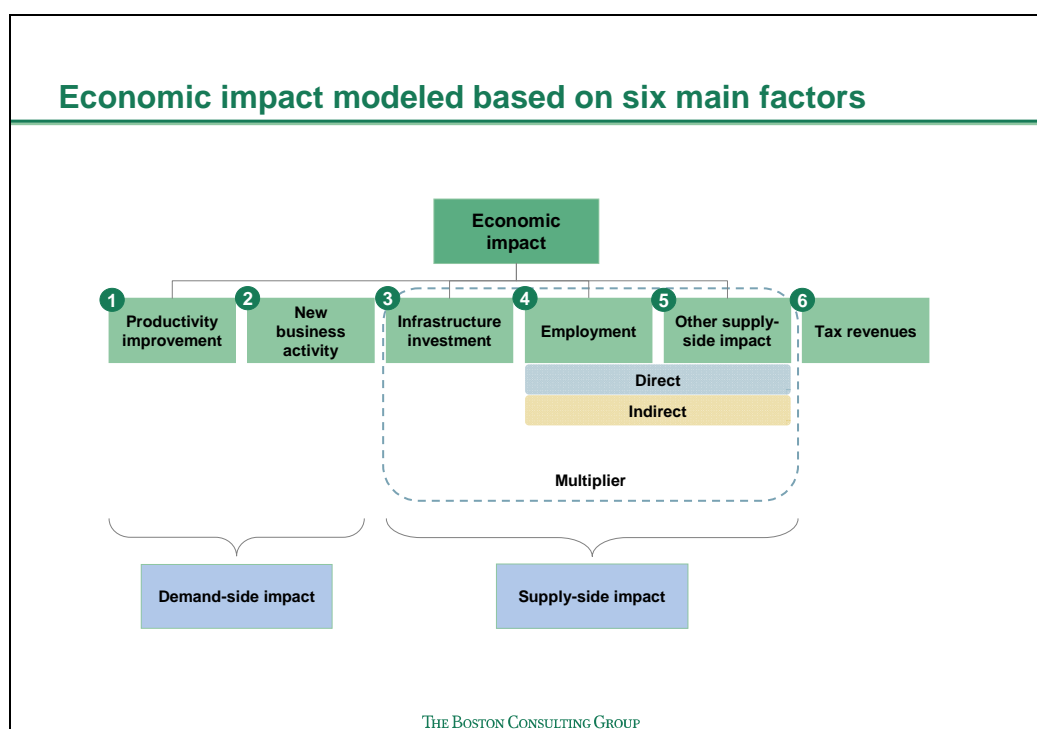 Economic impact modeled based on six main factors
Economic
impact
1
2
3
4
5
6
Productivity
improvement
New
business
activity
Infrastructure
investment
Employment
Other supply-
side impact
Tax revenues
Direct
Indirect
Multiplier
Demand-side impact
Supply-side impact
THE BOSTON CONSULTING GROUP